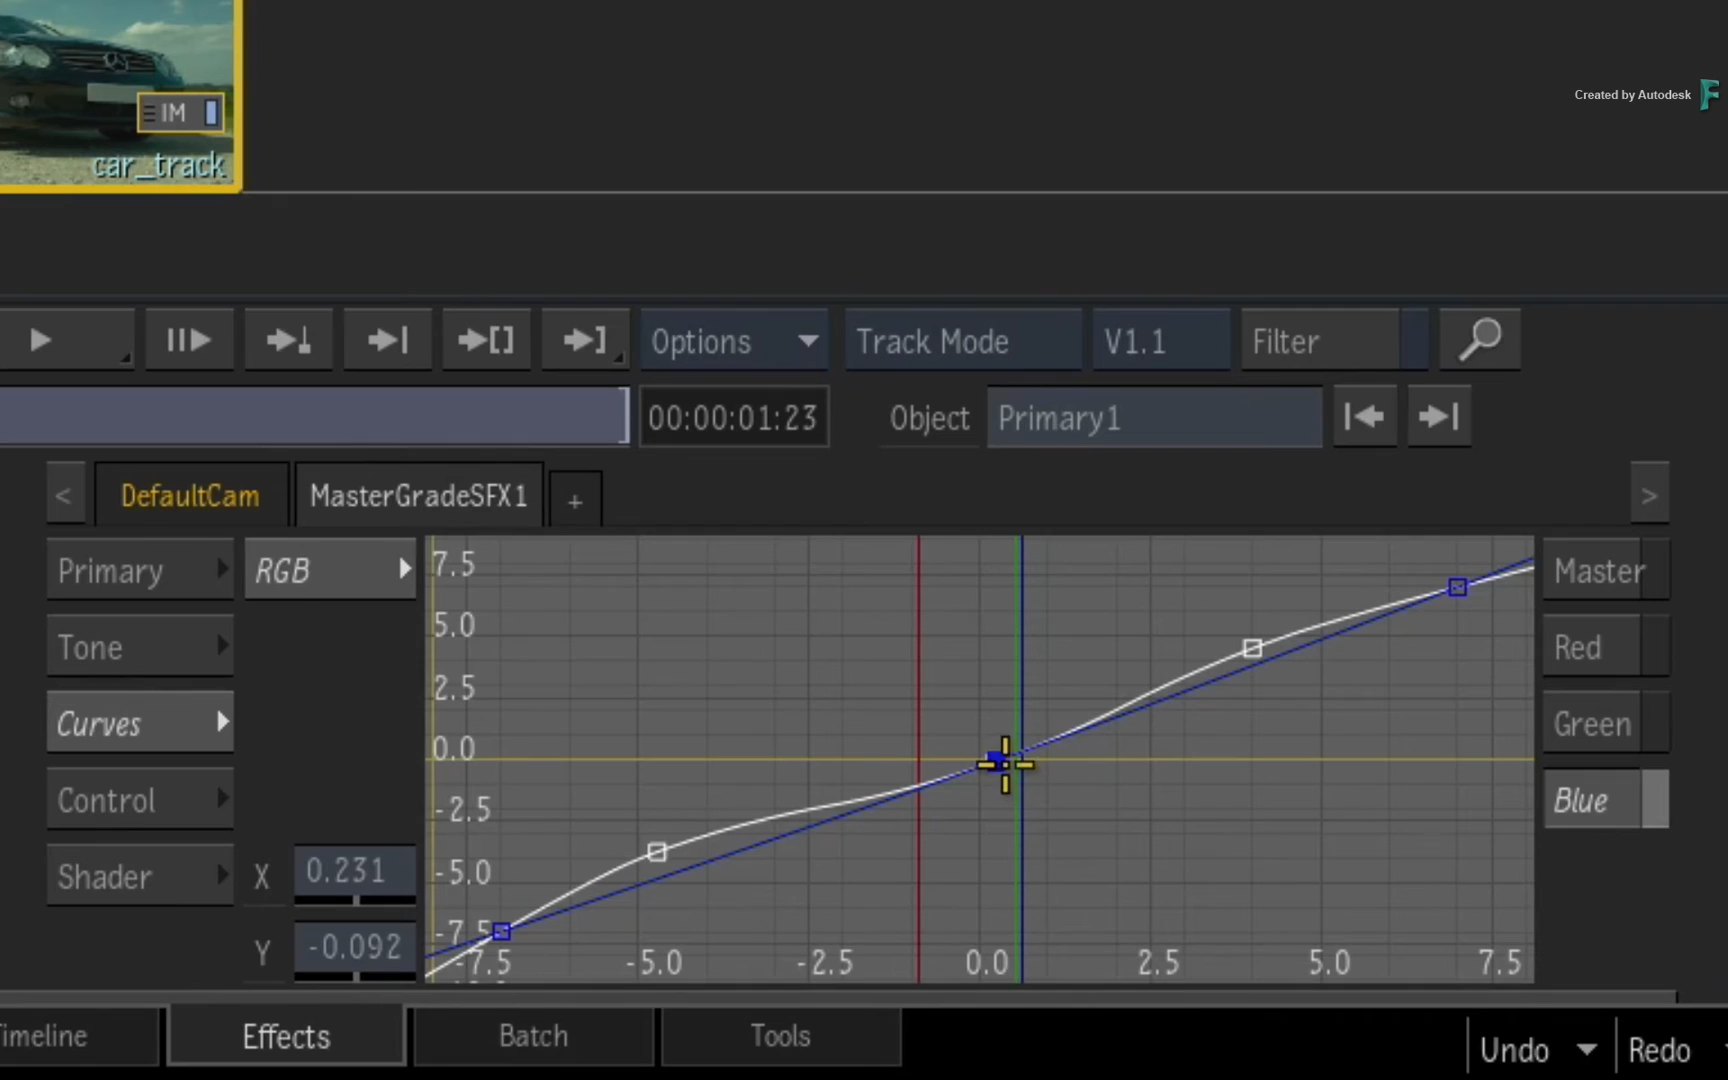 Created by Autodesk
IM
car_track
Options
Track Mode
V1.1
Filter
00:00:01:23
Object
Primary1
<
DefaultCam
MasterGradeSFX1
+
>
Primary
RGB
7.5
Master
5.0
Tone
Red
2.5
Curves
0.0
Green
-2.5
Control
Blue
Shader
X
0.231
-5.0
Y
-0.092
-7.5
-7.5
-5.0
-2.5
0.0
2.5
5.0
7.5
Timeline
Effects
Batch
Tools
Undo
Redo